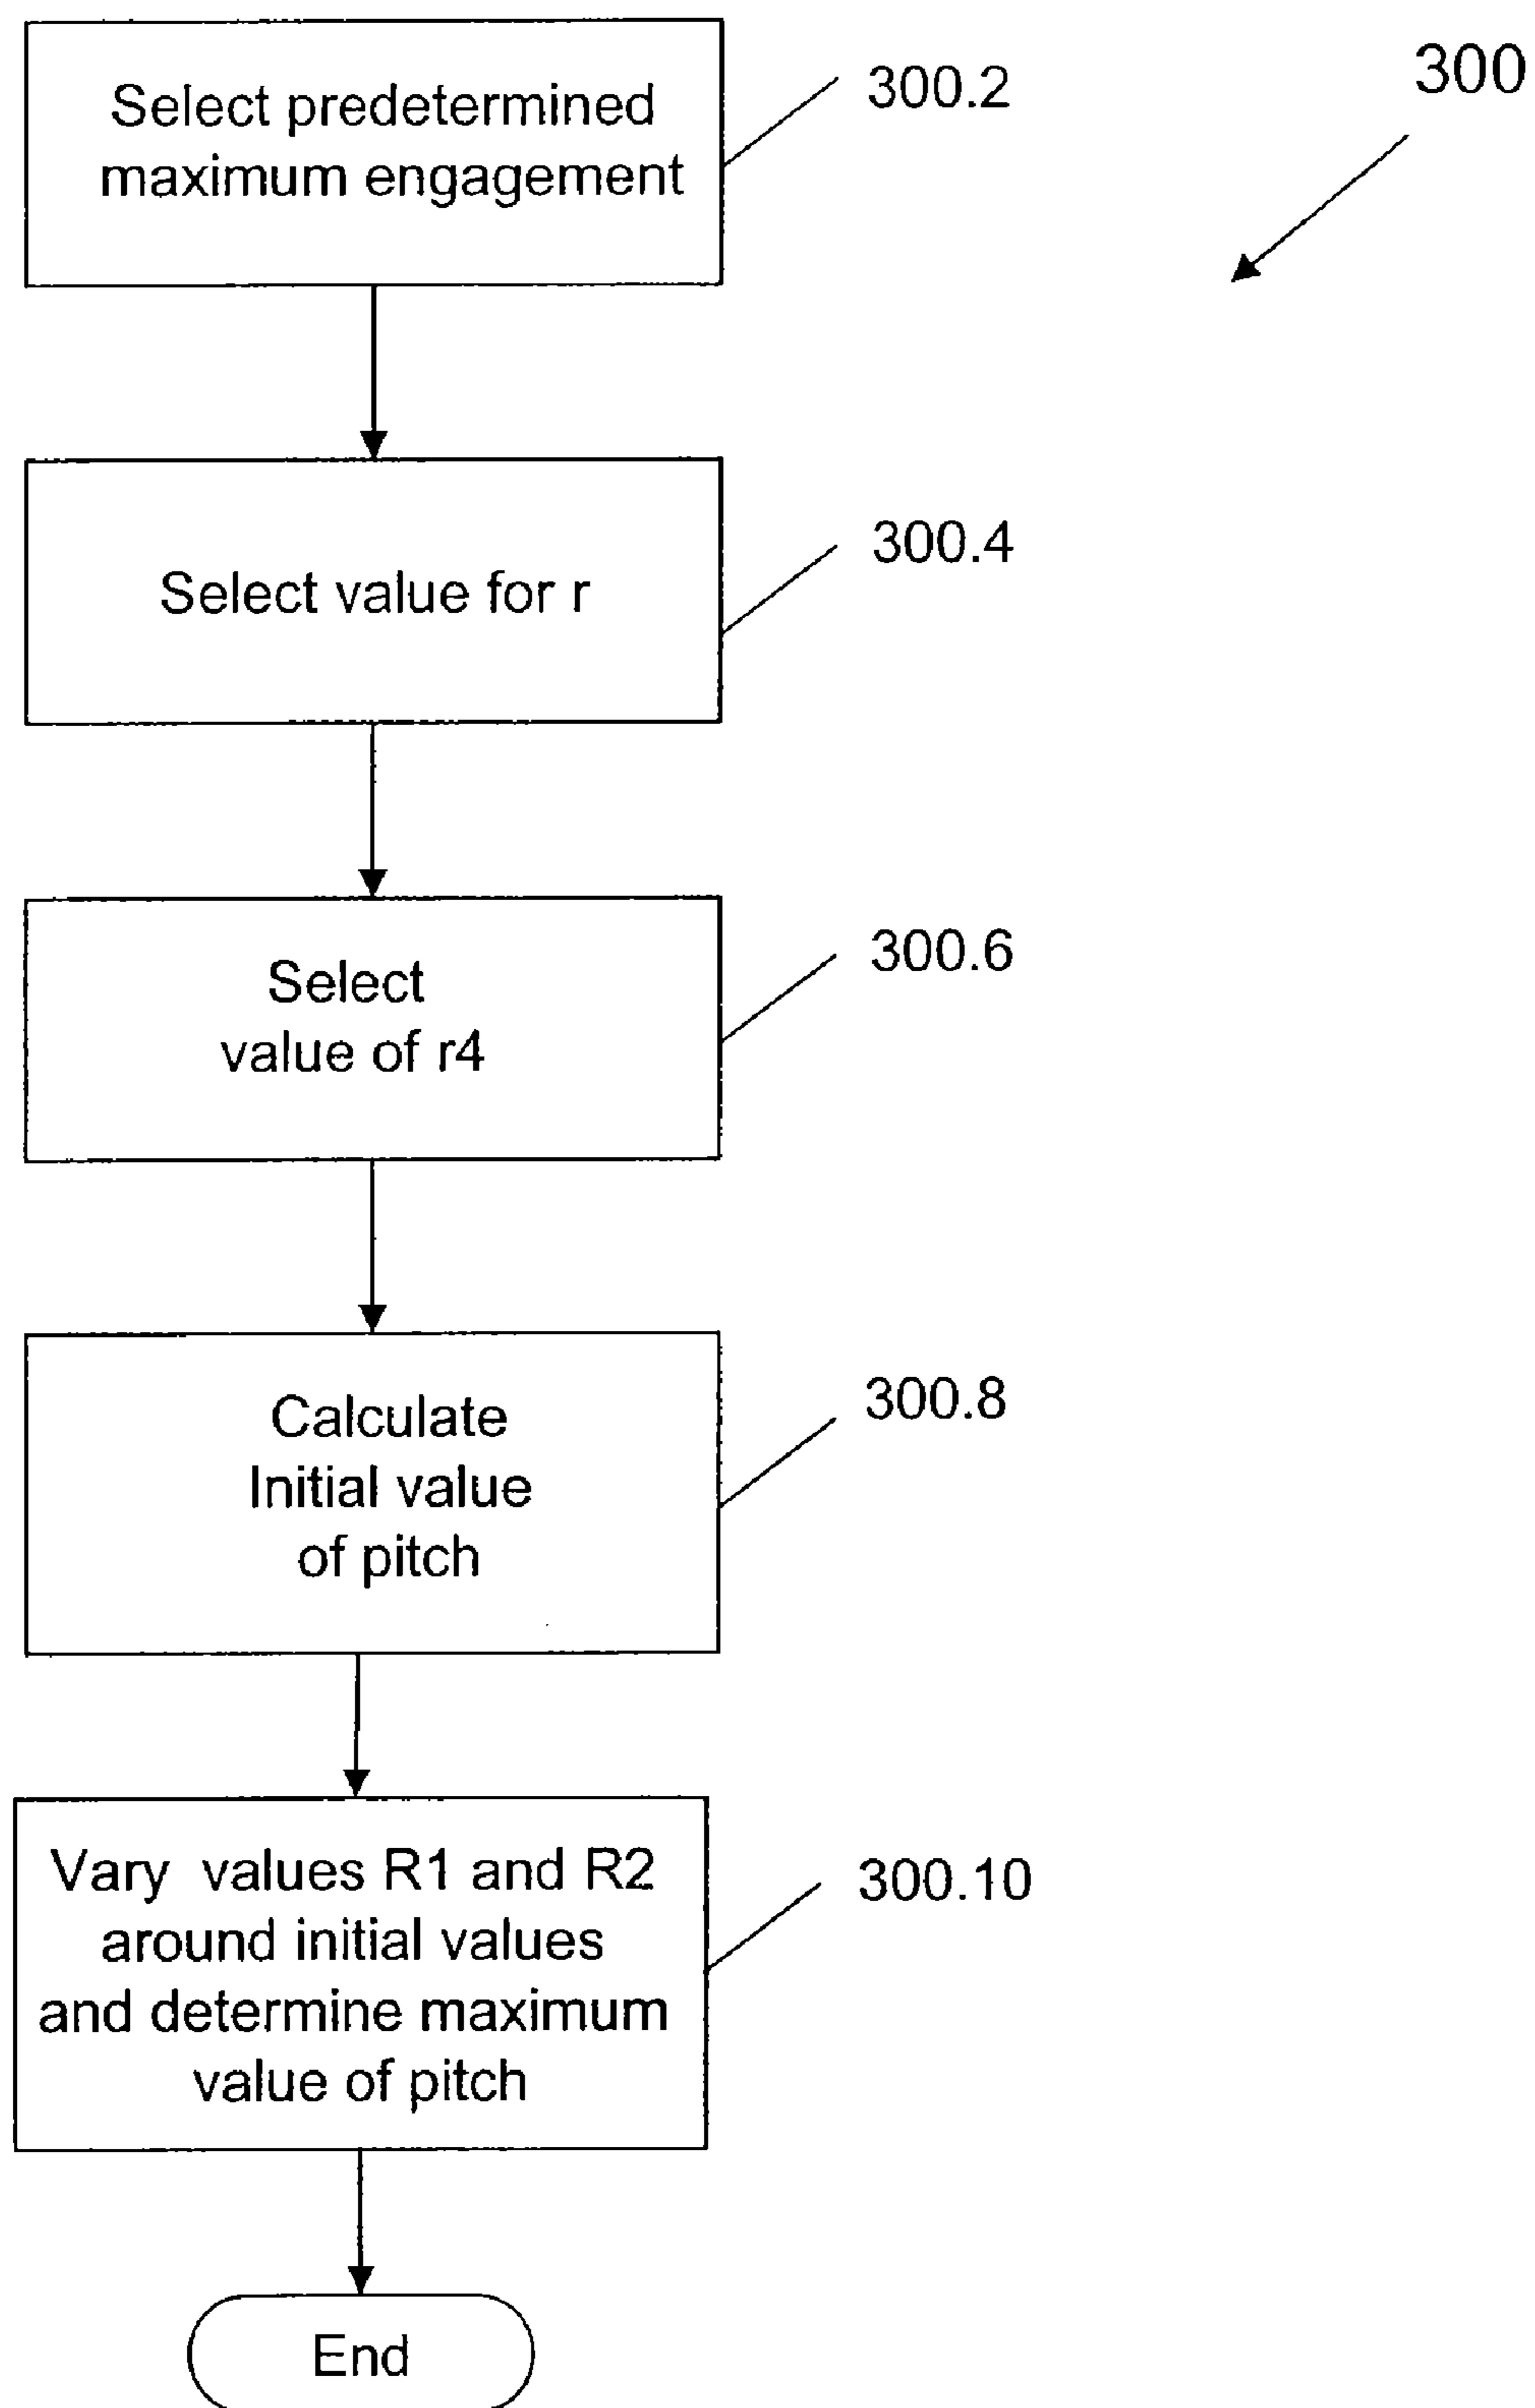 300
Select predetermined
maximum engagement
300.2
Select value for r
300.4
Select
value of r4
300.6
Calculate
Initial value
of pitch
300.8
Vary values R1 and R2
around initial values
and determine maximum
value of pitch
300.10
End